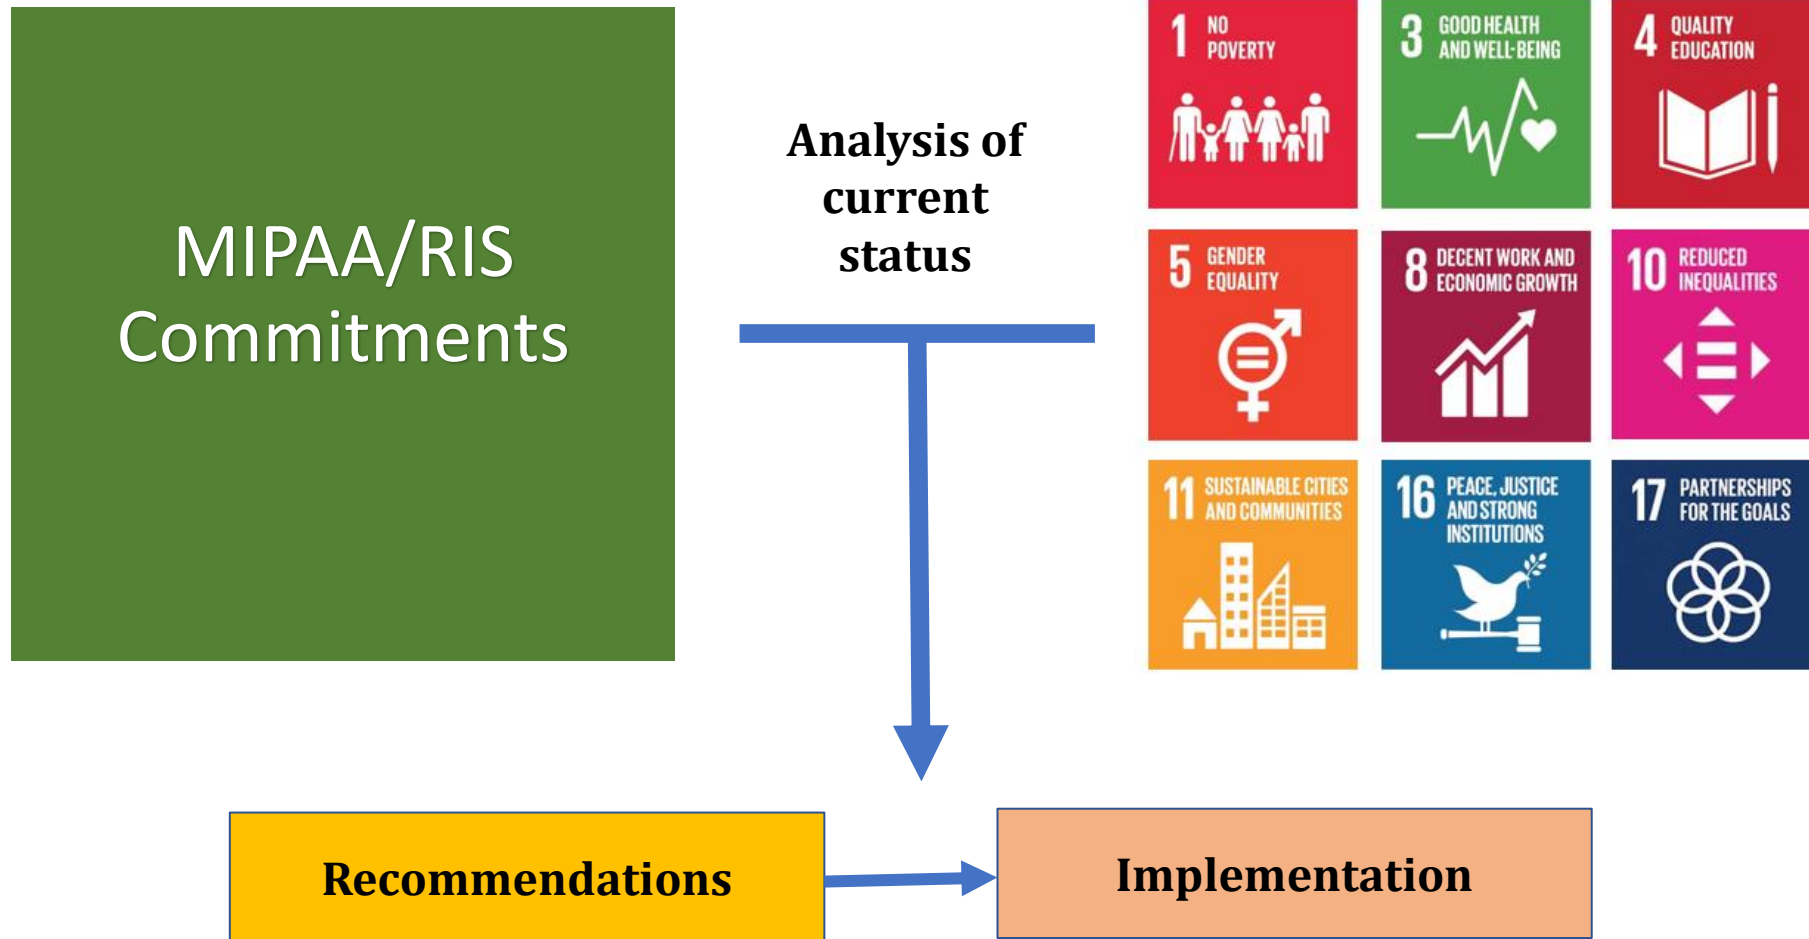 MIPAA/RIS
Commitments
Analysis of
current
status
1 NO
POVERTY
3 GOOD HEALTH
AND WELL-BEING
4 QUALITY
EDUCATION
5 GENDER
EQUALITY
8 DECENT WORK AND
ECONOMIC GROWTH
10 REDUCED
INEQUALITIES
11 SUSTAINABLE CITIES
AND COMMUNITIES
16 PEACE, JUSTICE
AND STRONG
INSTITUTIONS
17 PARTNERSHIPS
FOR THE GOALS
Recommendations
Implementation